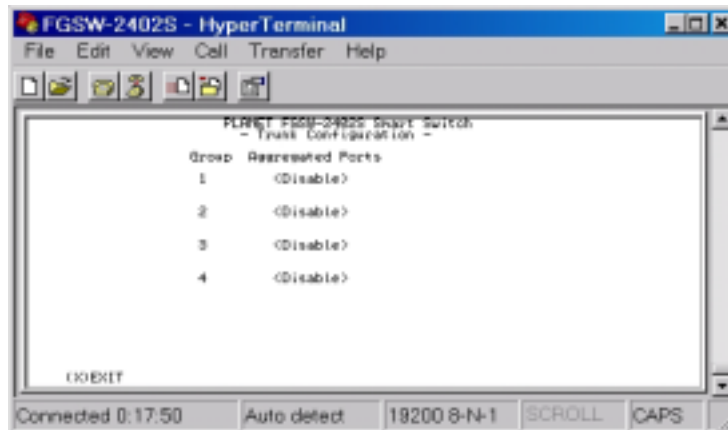 FGSW-2402S - HyperTerminal
File Edit View Call Transfer Help
PLANET FGSW-2402S Smart Switch
- Trunk Configuration -
Group Aggregated Ports
1 <Disable>
2 <Disable>
3 <Disable>
4 <Disable>
(X)EXIT
Connected 0:17:50 Auto detect 19200 8-N-1 SCROLL CAPS